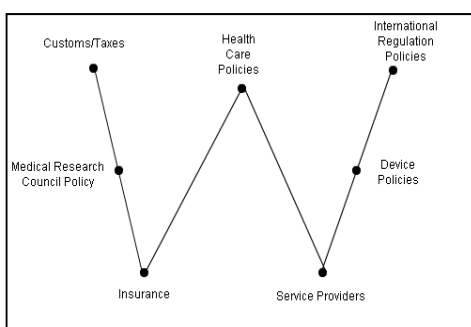 Customs/Taxes
Health
Care
Policies
International
Regulation
Policies
Medical Research
Council Policy
Device
Policies
Insurance
Service Providers